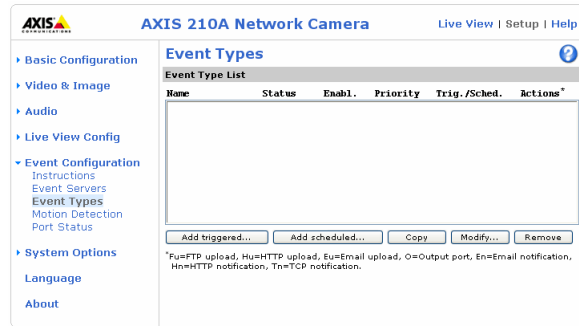 AXIS
COMMUNICATIONS
AXIS 210A Network Camera
Live View | Setup | Help
Basic Configuration
Video & Image
Audio
Live View Config
Event Configuration
Instructions
Event Servers
Event Types
Motion Detection
Port Status
System Options
Language
About
Event Types
?
Event Type List
Name Status Enabl. Priority Trig./Sched. Actions*
Add triggered... Add scheduled... Copy Modify... Remove
*Fu=FTP upload, Hu=HTTP upload, Eu=Email upload, O=Output port, En=Email notification,
Hn=HTTP notification, Tn=TCP notification.